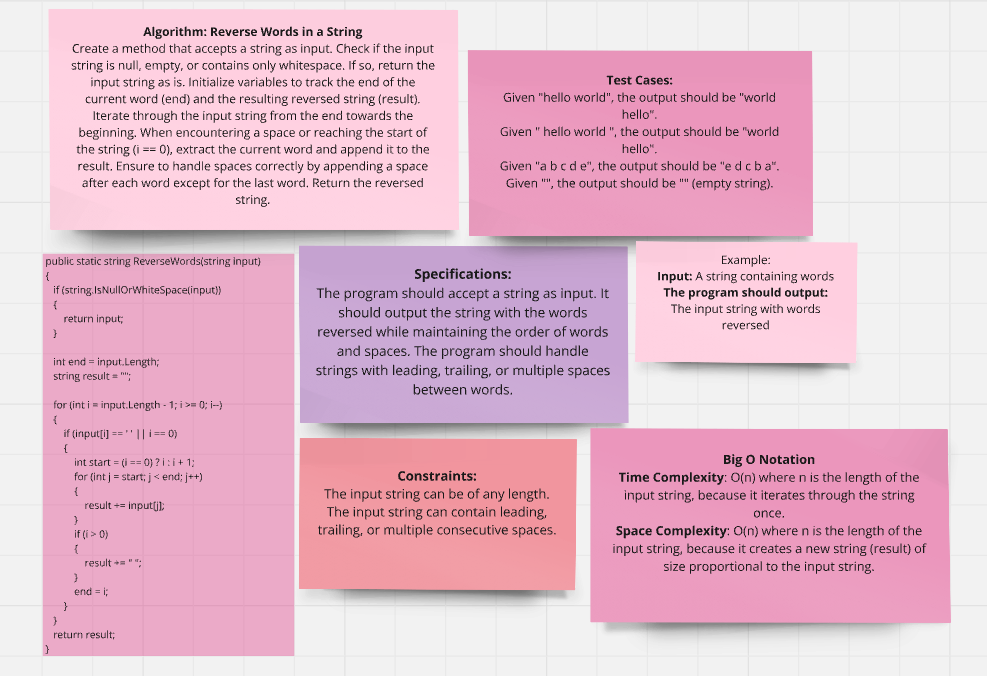 Algorithm: Reverse Words in a String
Create a method that accepts a string as input. Check if the input
string is null, empty, or contains only whitespace. If so, return the
input string as is. Initialize variables to track the end of the
current word (end) and the resulting reversed string (result).
Iterate through the input string from the end towards the
beginning. When encountering a space or reaching the start of
the string (i == 0), extract the current word and append it to the
result. Ensure to handle spaces correctly by appending a space
after each word except for the last word. Return the reversed
string.
Test Cases:
Given "hello world", the output should be "world
hello".
Given " hello world ", the output should be "world
hello".
Given "a b c d e", the output should be "e d c b a".
Given "", the output should be "" (empty string).
public static string ReverseWords(string input)
{
if (string.IsNullOrWhiteSpace(input))
{
return input;
}
int end = input.Length;
string result = "";
for (int i = input.Length - 1; i >= 0; i--)
{
if (input[i] == ' ' || i == 0)
{
int start = (i == 0) ? i : i + 1;
for (int j = start; j < end; j++)
{
result += input[j];
}
if (i > 0)
{
result += " ";
}
end = i;
}
}
return result;
}
Specifications:
The program should accept a string as input. It
should output the string with the words
reversed while maintaining the order of words
and spaces. The program should handle
strings with leading, trailing, or multiple spaces
between words.
Example:
Input: A string containing words
The program should output:
The input string with words
reversed
Constraints:
The input string can be of any length.
The input string can contain leading,
trailing, or multiple consecutive spaces.
Big O Notation
Time Complexity: O(n) where n is the length of the
input string, because it iterates through the string
once.
Space Complexity: O(n) where n is the length of the
input string, because it creates a new string (result) of
size proportional to the input string.